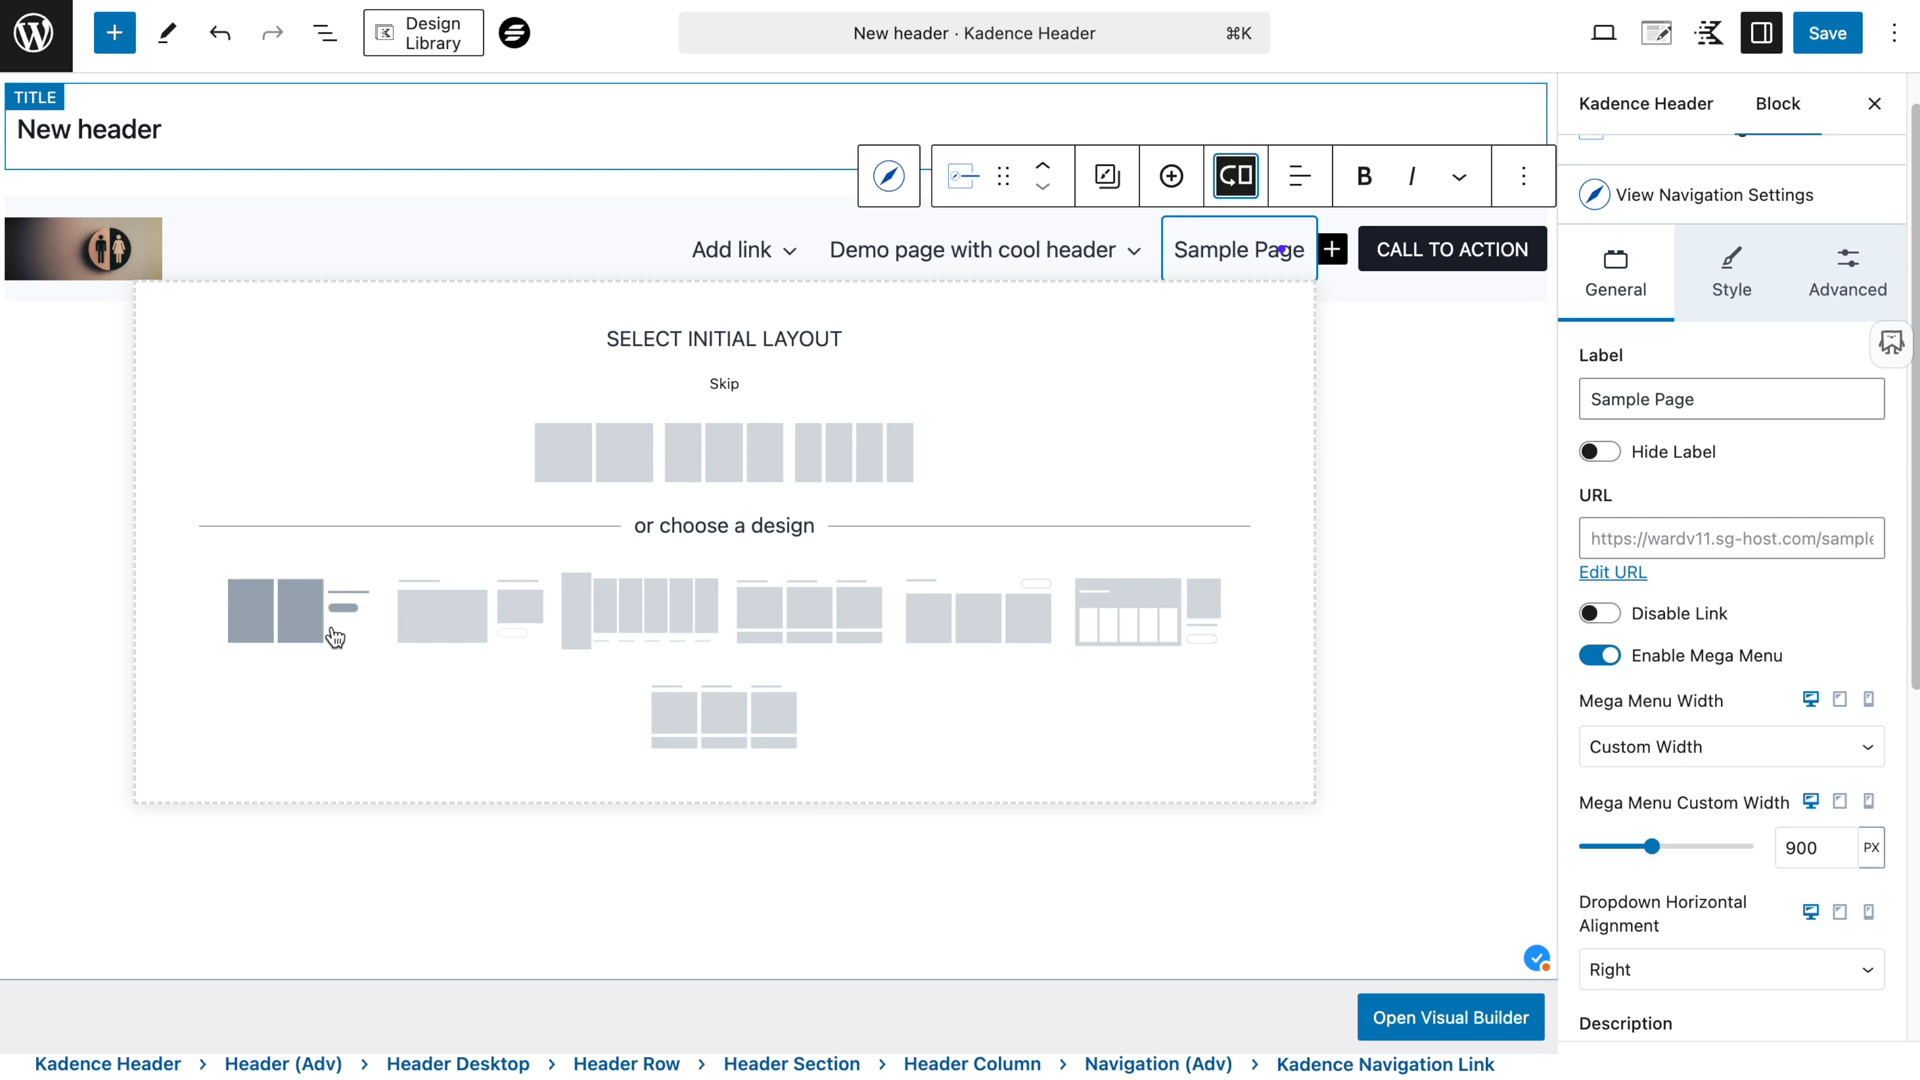 Design
Library
New header · Kadence Header
⌘K
Save
TITLE
New header
Kadence Header
Block
View Navigation Settings
B
I
Add link
Demo page with cool header
Sample Page
CALL TO ACTION
General
Style
Advanced
SELECT INITIAL LAYOUT
Skip
or choose a design
Label
Sample Page
Hide Label
URL
https://wardv11.sg-host.com/sample
Edit URL
Disable Link
Enable Mega Menu
Mega Menu Width
Custom Width
Mega Menu Custom Width
900
PX
Dropdown Horizontal
Alignment
Right
Description
Open Visual Builder
Kadence Header › Header (Adv) › Header Desktop › Header Row › Header Section › Header Column › Navigation (Adv) › Kadence Navigation Link